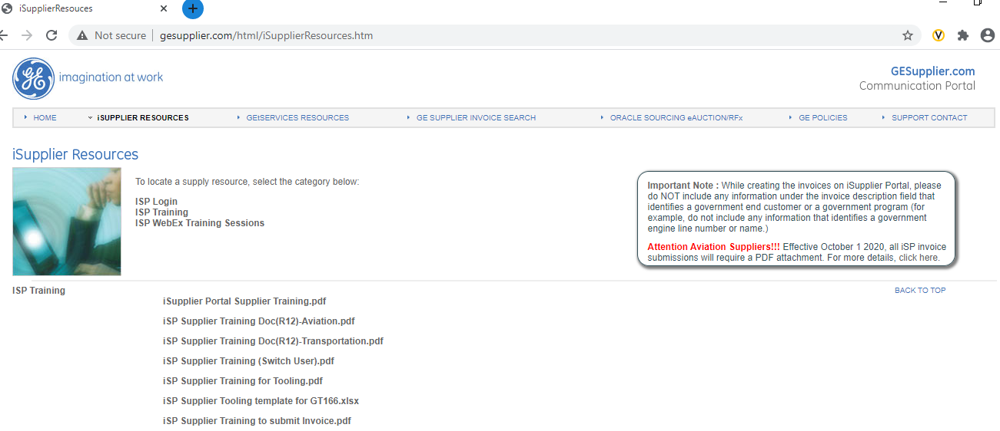 iSupplierResouces
Not secure gesupplier.com/html/iSupplierResources.htm
GE imagination at work
GESupplier.com
Communication Portal
HOME iSUPPLIER RESOURCES GEtSERVICES RESOURCES GE SUPPLIER INVOICE SEARCH ORACLE SOURCING eAUCTION/RFx GE POLICIES SUPPORT CONTACT
iSupplier Resources
To locate a supply resource, select the category below:
ISP Login
ISP Training
ISP WebEx Training Sessions
Important Note : While creating the invoices on iSupplier Portal, please
do NOT include any information under the invoice description field that
identifies a government end customer or a government program (for
example, do not include any information that identifies a government
engine line number or name.)
Attention Aviation Suppliers!!! Effective October 1 2020, all iSP invoice
submissions will require a PDF attachment. For more details, click here.
ISP Training
BACK TO TOP
iSupplier Portal Supplier Training.pdf
iSP Supplier Training Doc(R12)-Aviation.pdf
iSP Supplier Training Doc(R12)-Transportation.pdf
iSP Supplier Training (Switch User).pdf
iSP Supplier Training for Tooling.pdf
iSP Supplier Tooling template for GT166.xlsx
iSP Supplier Training to submit Invoice.pdf